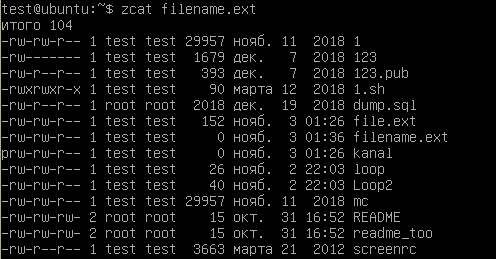 test@ubuntu:~$ zcat filename.ext
итого 104
-rw-rw-r-- 1 test test 29957 нояб. 11  2018 1
-rw------- 1 test test  1679 дек.   7  2018 123
-rw-r--r-- 1 test test   393 дек.   7  2018 123.pub
-rwxrwxr-x 1 test test    90 марта 12  2018 1.sh
-rw-r--r-- 1 root root  2018 дек.  19  2018 dump.sql
-rw-rw-r-- 1 test test   152 нояб.  3 01:26 file.ext
-rw-rw-r-- 1 test test     0 нояб.  3 01:36 filename.ext
prw-rw-r-- 1 test test     0 нояб.  3 01:26 kanal
-rw-rw-r-- 1 test test    26 нояб.  2 22:03 loop
-rw-rw-r-- 1 test test    40 нояб.  2 22:03 Loop2
-rw-rw-r-- 1 test test 29957 нояб. 11  2018 mc
-rw-rw-rw- 2 root root    15 окт.  31 16:52 README
-rw-rw-rw- 2 root root    15 окт.  31 16:52 readme_too
-rw-r--r-- 1 test test  3663 марта 21  2012 screenrc